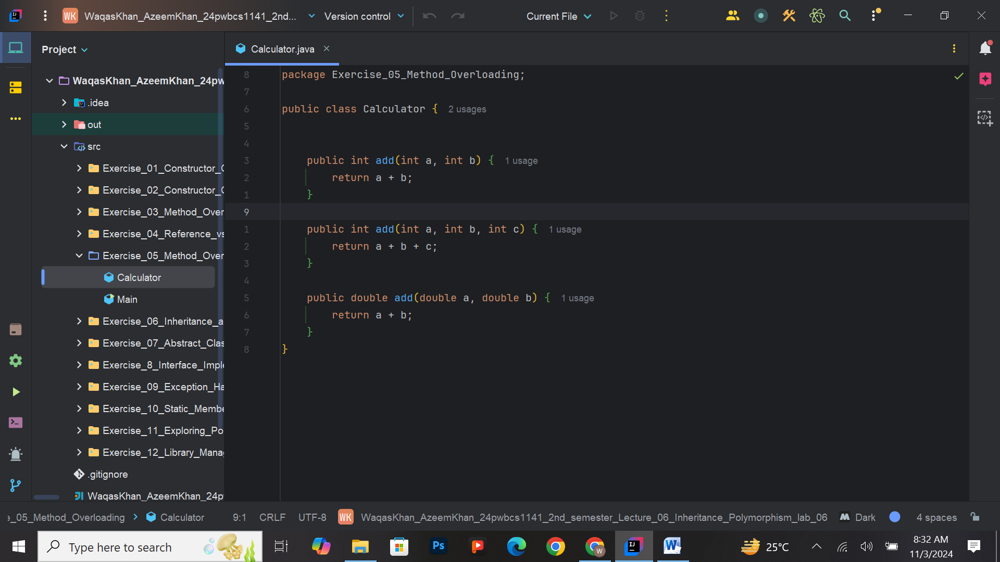 WK WaqasKhan_AzeemKhan_24pwbcs1141_2nd... Version control Current File
Project
Calculator.java
WaqasKhan_AzeemKhan_24pw
.idea
out
src
Exercise_01_Constructor_
Exercise_02_Constructor_
Exercise_03_Method_Over
Exercise_04_Reference_vs
Exercise_05_Method_Over
Calculator
Main
Exercise_06_Inheritance_a
Exercise_07_Abstract_Clas
Exercise_8_Interface_Imple
Exercise_09_Exception_Ha
Exercise_10_Static_Membe
Exercise_11_Exploring_Po
Exercise_12_Library_Manag
.gitignore
WaqasKhan_AzeemKhan_24p
8 package Exercise_05_Method_Overloading;
7
6 public class Calculator { 2 usages
5
4
3 public int add(int a, int b) { 1 usage
2 return a + b;
1 }
9
1 public int add(int a, int b, int c) { 1 usage
2 return a + b + c;
3 }
4
5 public double add(double a, double b) { 1 usage
6 return a + b;
7 }
8 }
e_05_Method_Overloading > Calculator 9:1 CRLF UTF-8 WK WaqasKhan_AzeemKhan_24pwbcs1141_2nd_semester_Lecture_06_Inheritance_Polymorphism_lab_06 Dark 4 spaces
Type here to search Ps W IJ W 25°C 8:32 AM
11/3/2024